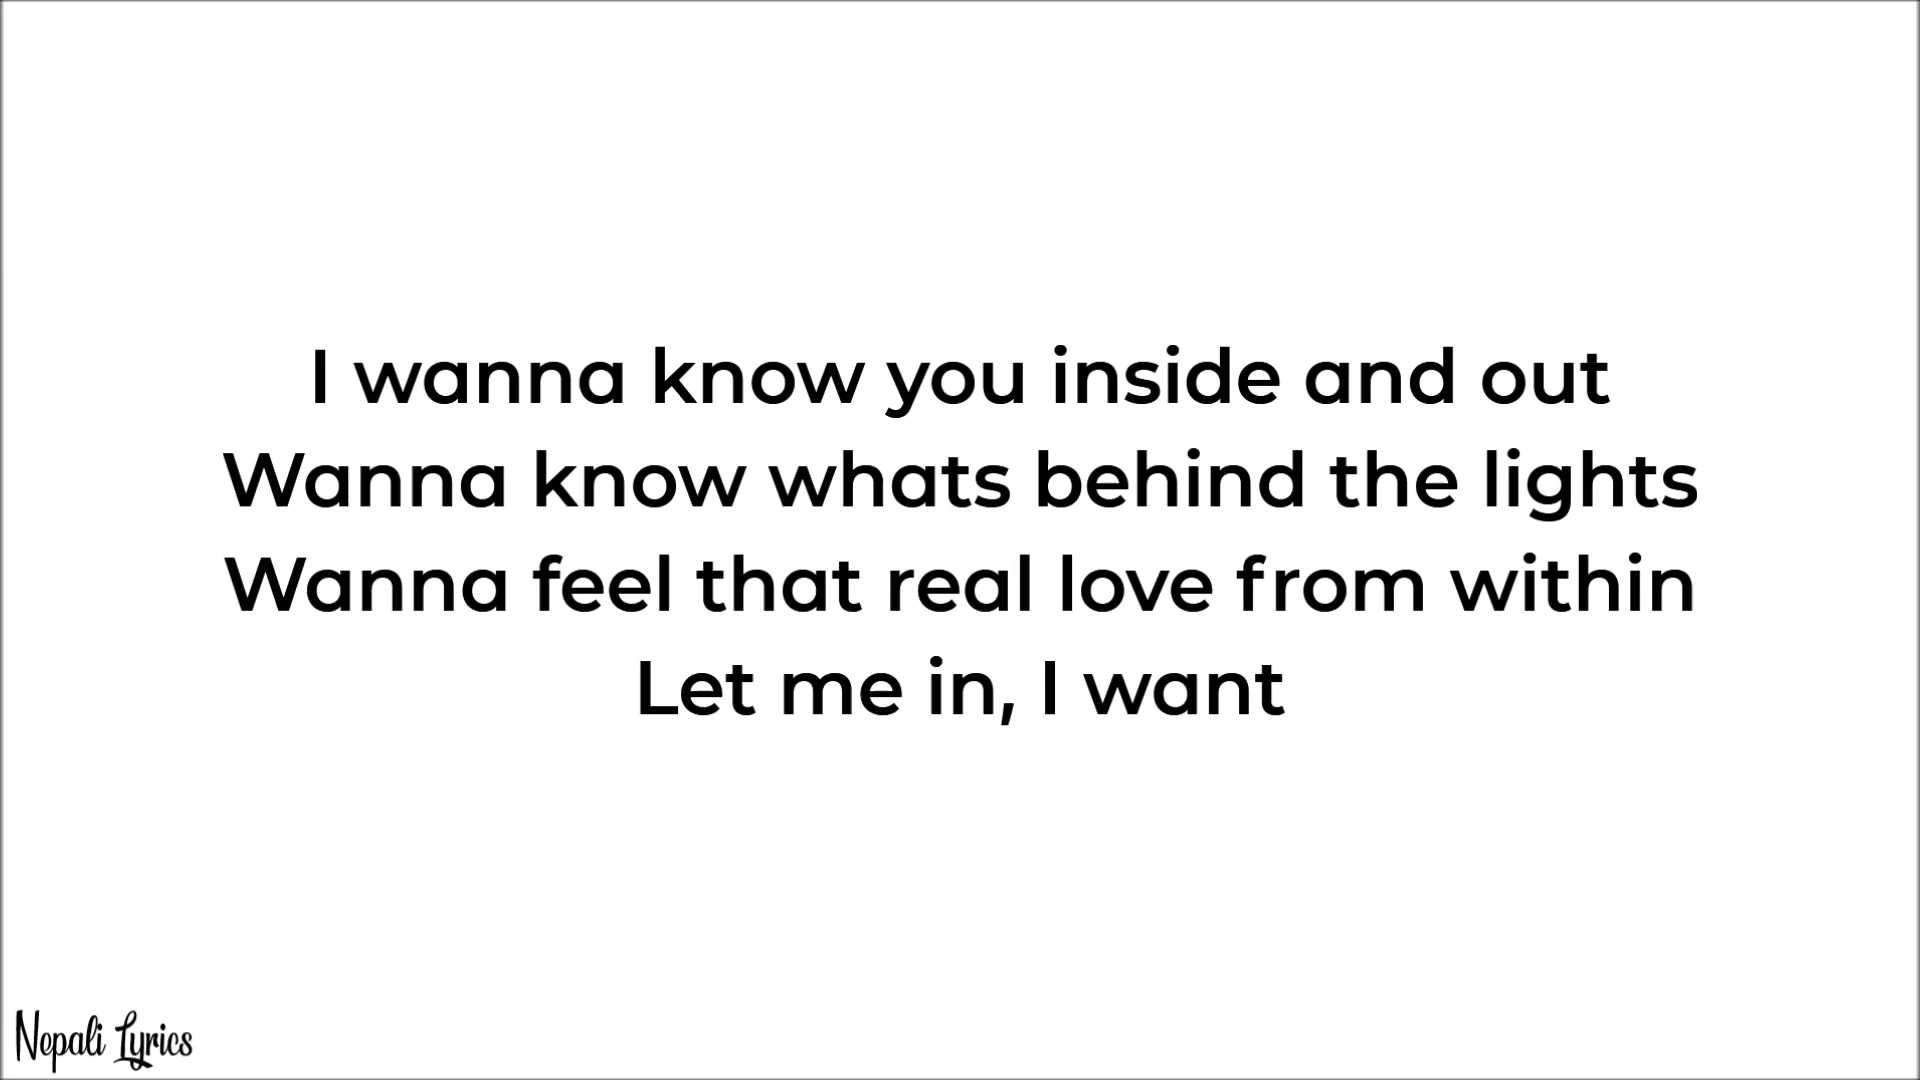 I wanna know you inside and out
Wanna know whats behind the lights
Wanna feel that real love from within
Let me in, I want
Nepali Lyrics